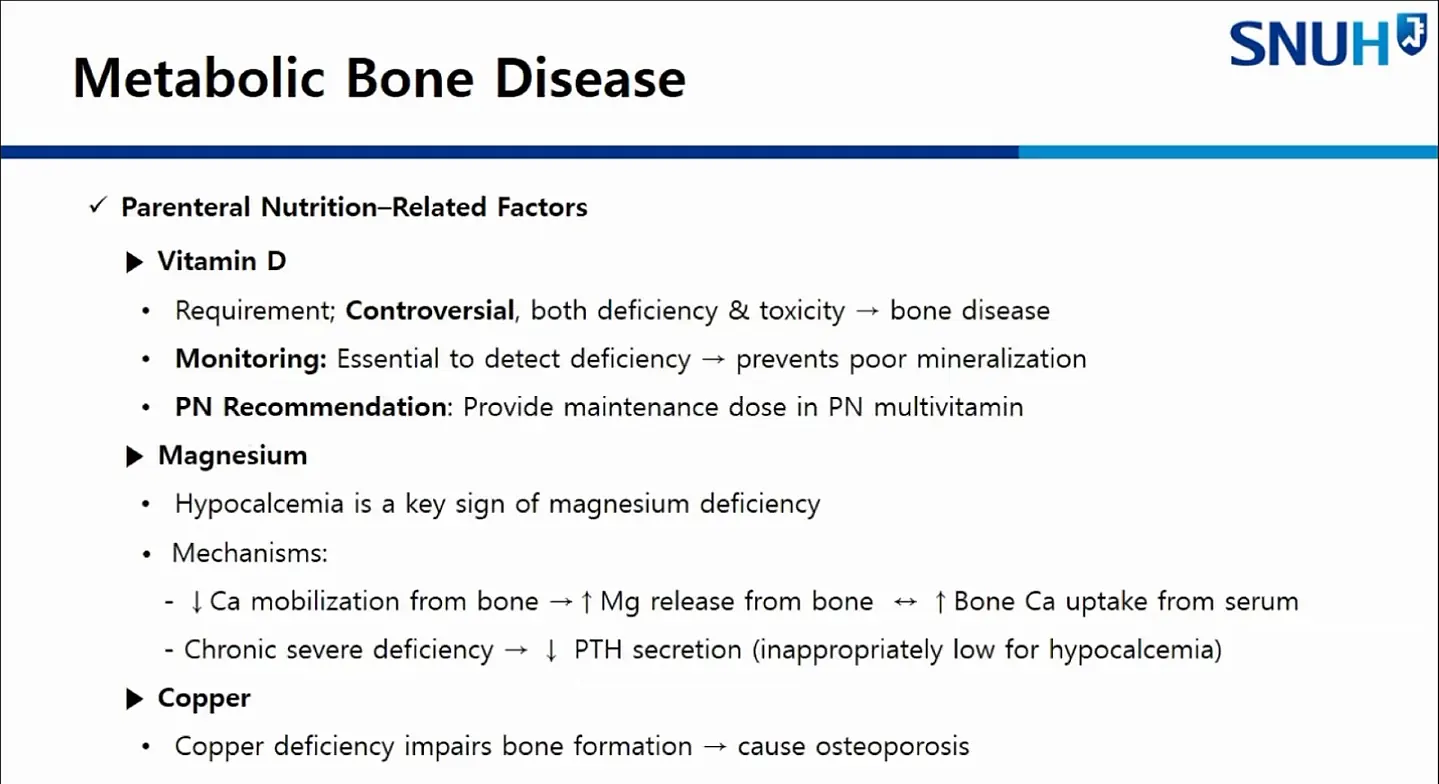 SNUH
Metabolic Bone Disease
✓ Parenteral Nutrition–Related Factors
▶ Vitamin D
• Requirement; Controversial, both deficiency & toxicity → bone disease
• Monitoring: Essential to detect deficiency → prevents poor mineralization
• PN Recommendation: Provide maintenance dose in PN multivitamin
▶ Magnesium
• Hypocalcemia is a key sign of magnesium deficiency
• Mechanisms:
- ↓Ca mobilization from bone →↑Mg release from bone ↔ ↑Bone Ca uptake from serum
- Chronic severe deficiency → ↓ PTH secretion (inappropriately low for hypocalcemia)
▶ Copper
• Copper deficiency impairs bone formation → cause osteoporosis